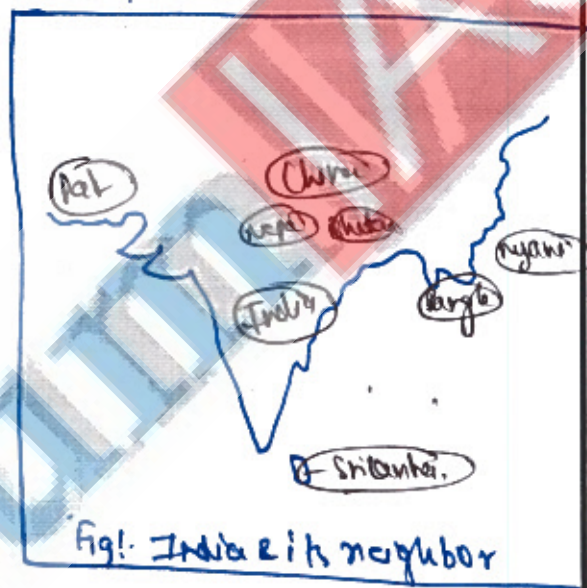 Pak
China
Nepal
Bhutan
Myanr
India
Bangla
Srilanka.
Fig!. India & its neighbor